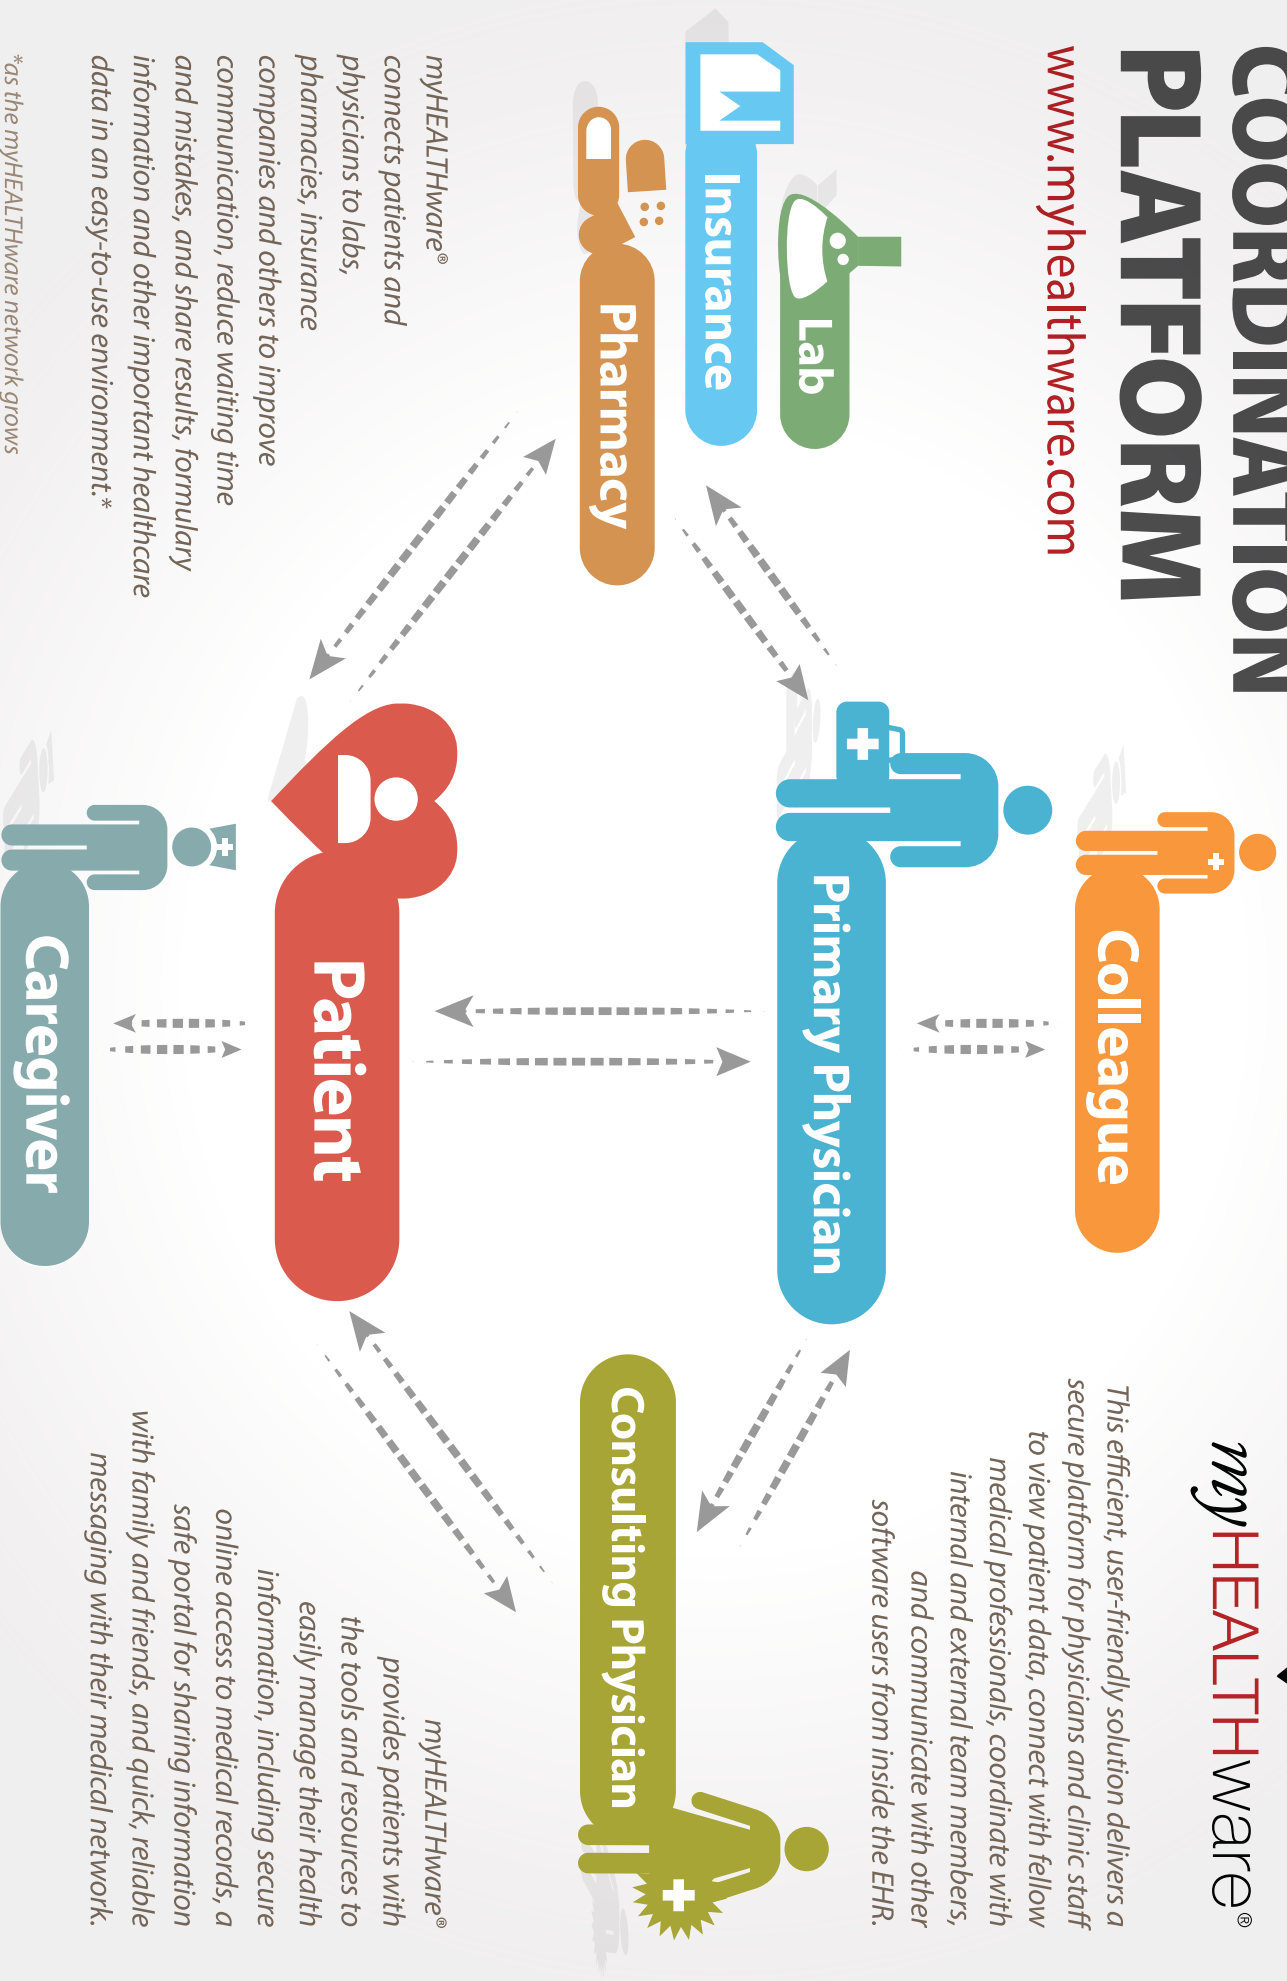 COORDINATION
PLATFORM
www.myhealthware.com
myHEALTHware®
This efficient, user-friendly solution delivers a
secure platform for physicians and clinic staff
to view patient data, connect with fellow
medical professionals, coordinate with
internal and external team members,
and communicate with other
software users from inside the EHR.
Colleague
Primary Physician
Lab
Insurance
Pharmacy
Consulting Physician
Patient
Caregiver
myHEALTHware®
connects patients and
physicians to labs,
pharmacies, insurance
companies and others to improve
communication, reduce waiting time
and mistakes, and share results, formulary
information and other important healthcare
data in an easy-to-use environment.*
*as the myHEALTHware network grows
myHEALTHware®
provides patients with
the tools and resources to
easily manage their health
information, including secure
online access to medical records, a
safe portal for sharing information
with family and friends, and quick, reliable
messaging with their medical network.